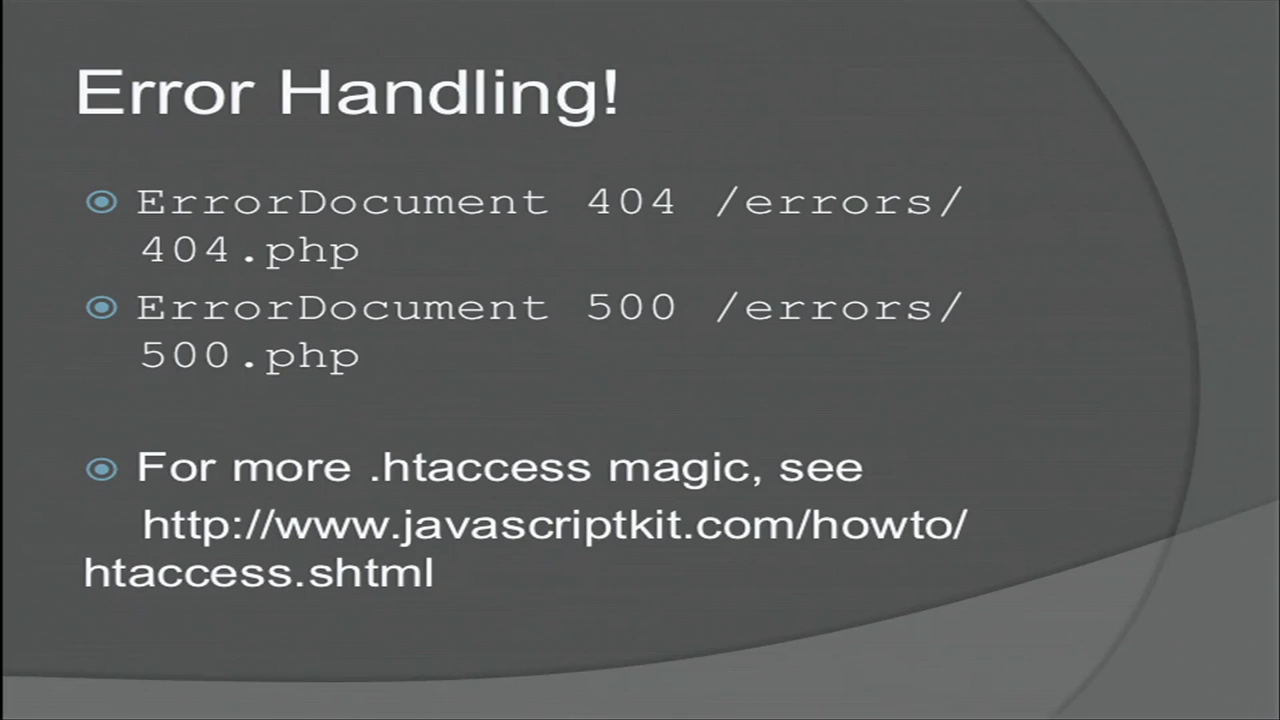 Error Handling!
ErrorDocument 404 /errors/
404.php
ErrorDocument 500 /errors/
500.php
For more .htaccess magic, see
http://www.javascriptkit.com/howto/
htaccess.shtml